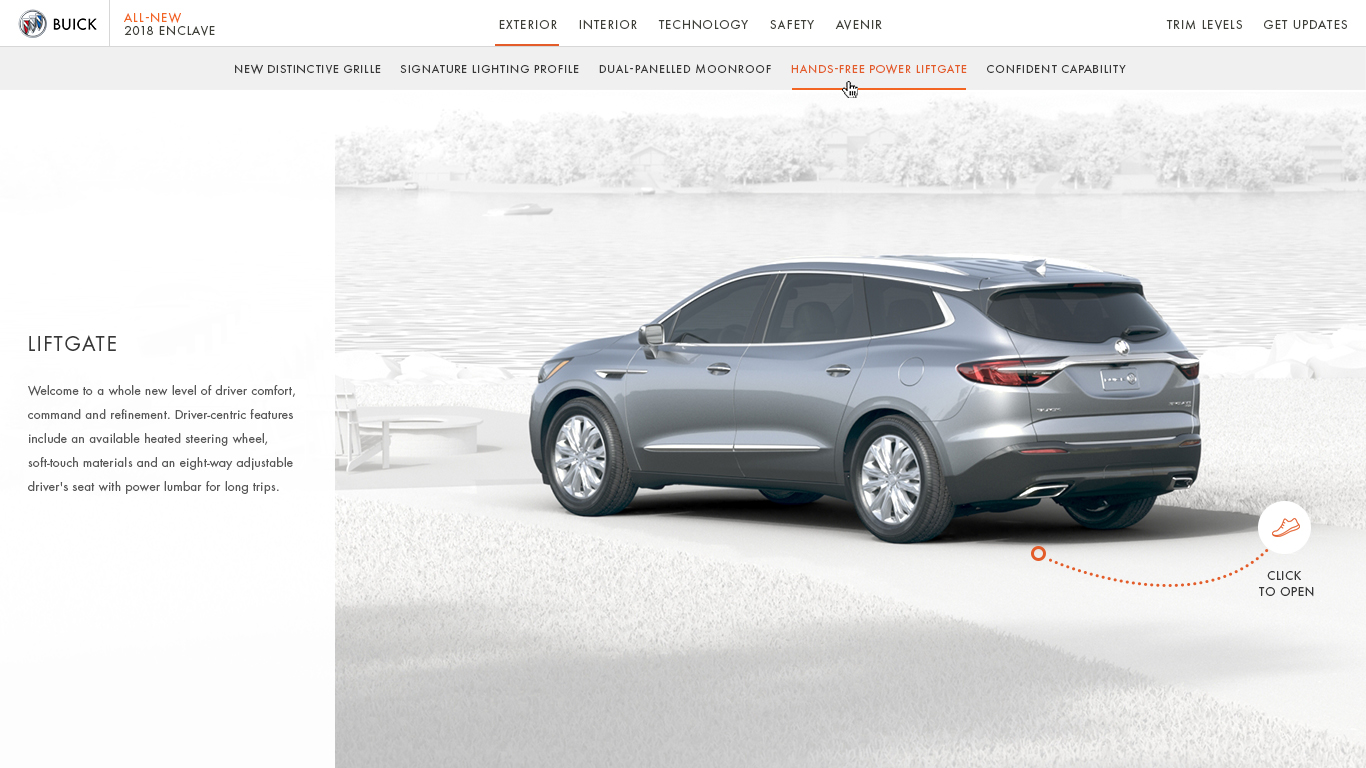 BUICK
ALL-NEW
2018 ENCLAVE
EXTERIOR
INTERIOR
TECHNOLOGY
SAFETY
AVENIR
TRIM LEVELS
GET UPDATES
NEW DISTINCTIVE GRILLE
SIGNATURE LIGHTING PROFILE
DUAL-PANELLED MOONROOF
HANDS-FREE POWER LIFTGATE
CONFIDENT CAPABILITY
LIFTGATE
Welcome to a whole new level of driver comfort,
command and refinement. Driver-centric features
include an available heated steering wheel,
soft-touch materials and an eight-way adjustable
driver's seat with power lumbar for long trips.
CLICK
TO OPEN